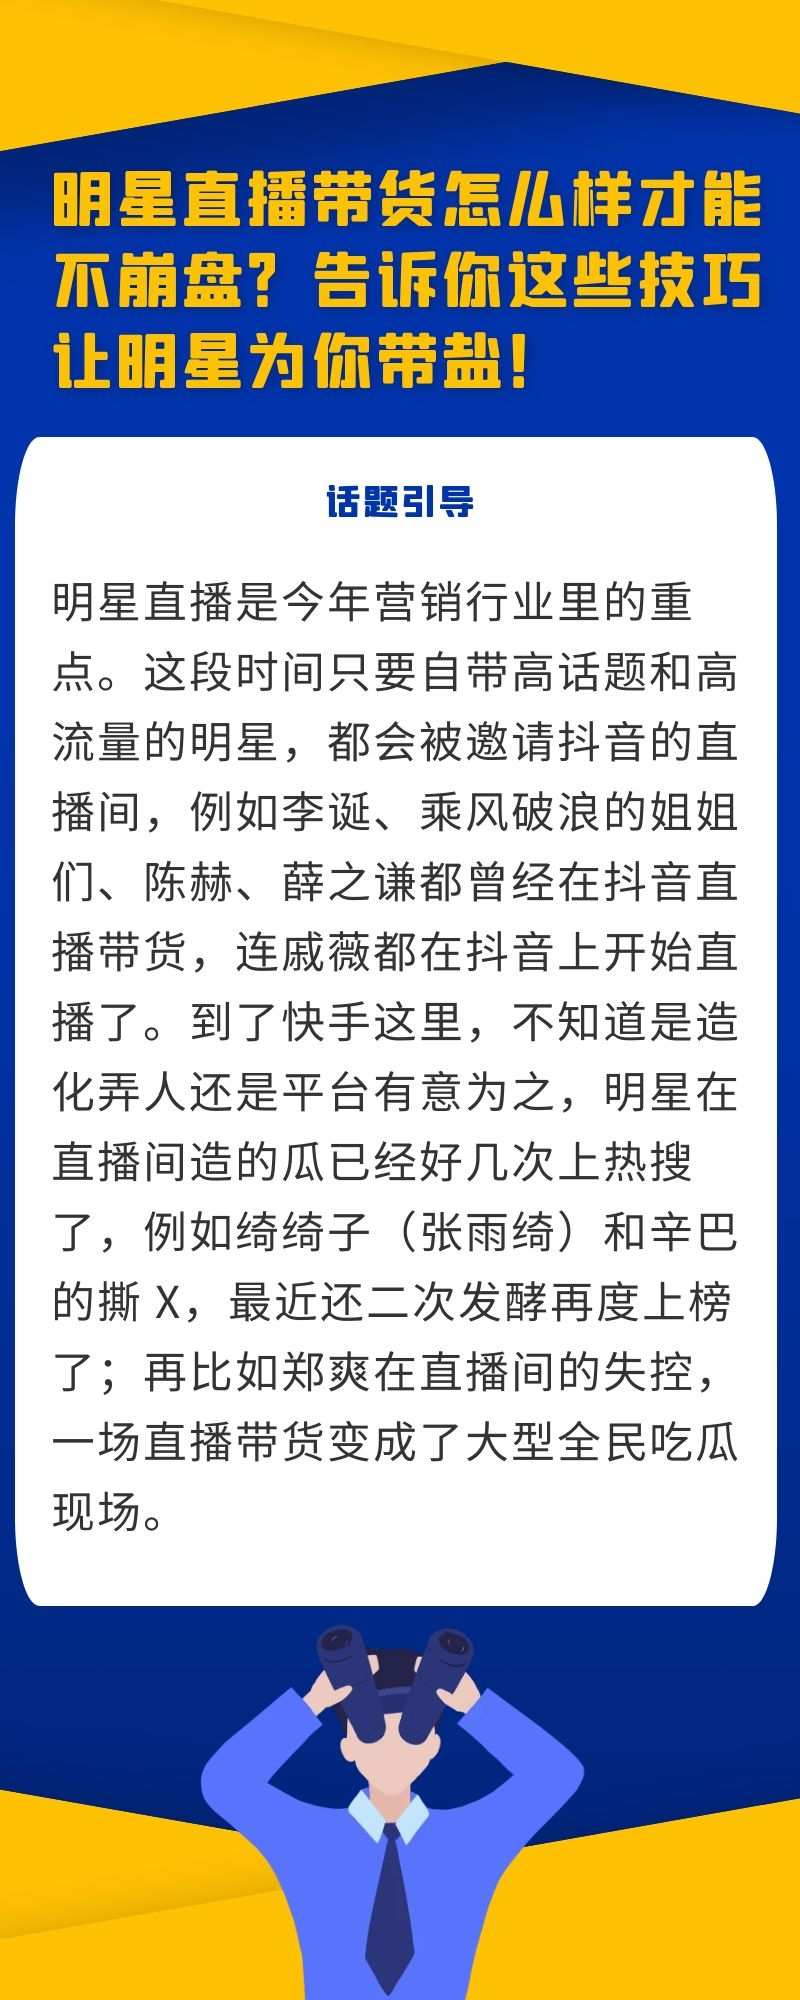 明星直播带货怎么样才能
不崩盘？告诉你这些技巧
让明星为你带盐！
话题引导
明星直播是今年营销行业里的重
点。这段时间只要自带高话题和高
流量的明星，都会被邀请抖音的直
播间，例如李诞、乘风破浪的姐姐
们、陈赫、薛之谦都曾经在抖音直
播带货，连戚薇都在抖音上开始直
播了。到了快手这里，不知道是造
化弄人还是平台有意为之，明星在
直播间造的瓜已经好几次上热搜
了，例如绮绮子（张雨绮）和辛巴
的撕 X，最近还二次发酵再度上榜
了；再比如郑爽在直播间的失控，
一场直播带货变成了大型全民吃瓜
现场。